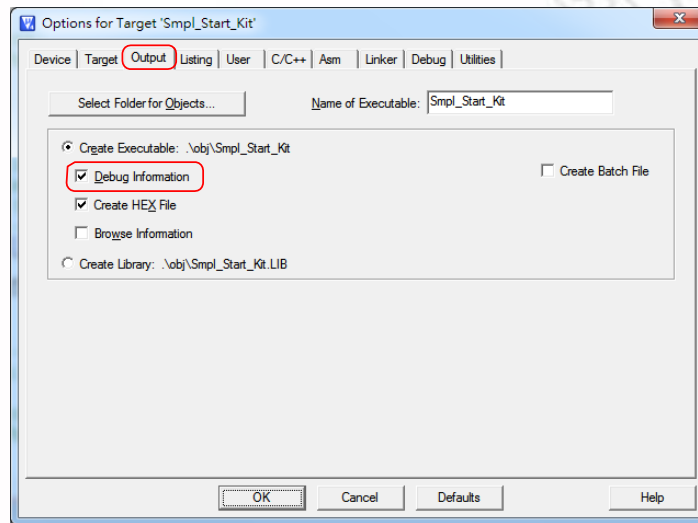 Options for Target 'Smpl_Start_Kit'
Device Target Output Listing User C/C++ Asm Linker Debug Utilities
Select Folder for Objects... Name of Executable: Smpl_Start_Kit
Create Executable: .\obj\Smpl_Start_Kit
Debug Information Create Batch File
Create HEX File
Browse Information
Create Library: .\obj\Smpl_Start_Kit.LIB
OK Cancel Defaults Help